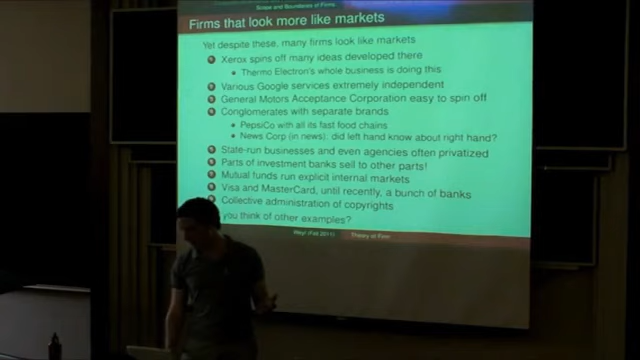 Scope and Boundaries of Firms
Firms that look more like markets
Yet despite these, many firms look like markets
Xerox spins off many ideas developed there
Thermo Electron's whole business is doing this
Various Google services extremely independent
General Motors Acceptance Corporation easy to spin off
Conglomerates with separate brands
PepsiCo with all its fast food chains
News Corp (in news): did left hand know about right hand?
State-run businesses and even agencies often privatized
Parts of investment banks sell to other parts!
Mutual funds run explicit internal markets
Visa and MasterCard, until recently, a bunch of banks
Collective administration of copyrights
you think of other examples?
(Fall 2011) Theory of Firm